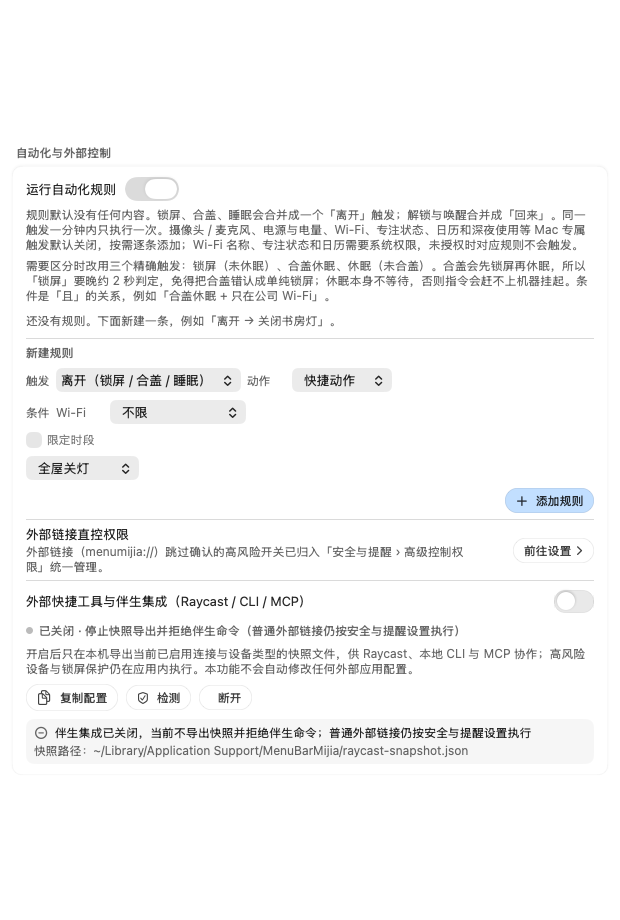 自动化与外部控制
运行自动化规则
规则默认没有任何内容。锁屏、合盖、睡眠会合并成一个「离开」触发；解锁与唤醒合并成「回来」。同一
触发一分钟内只执行一次。摄像头 / 麦克风、电源与电量、Wi-Fi、专注状态、日历和深夜使用等 Mac 专属
触发默认关闭，按需逐条添加；Wi-Fi 名称、专注状态和日历需要系统权限，未授权时对应规则不会触发。
需要区分时改用三个精确触发：锁屏（未休眠）、合盖休眠、休眠（未合盖）。合盖会先锁屏再休眠，所以
「锁屏」要晚约 2 秒判定，免得把合盖错认成单纯锁屏；休眠本身不等待，否则指令会赶不上机器挂起。条
件是「且」的关系，例如「合盖休眠 + 只在公司 Wi-Fi」。
还没有规则。下面新建一条，例如「离开 → 关闭书房灯」。
新建规则
触发 离开（锁屏 / 合盖 / 睡眠） 动作 快捷动作
条件 Wi-Fi 不限
限定时段
全屋关灯
+ 添加规则
外部链接直控权限
外部链接（menumijia://）跳过确认的高风险开关已归入「安全与提醒 › 高级控制权
限」统一管理。
前往设置
外部快捷工具与伴生集成（Raycast / CLI / MCP）
已关闭 · 停止快照导出并拒绝伴生命令（普通外部链接仍按安全与提醒设置执行）
开启后只在本机导出当前已启用连接与设备类型的快照文件，供 Raycast、本地 CLI 与 MCP 协作；高风险
设备与锁屏保护仍在应用内执行。本功能不会自动修改任何外部应用配置。
复制配置 检测 断开
伴生集成已关闭，当前不导出快照并拒绝伴生命令；普通外部链接仍按安全与提醒设置执行
快照路径：~/Library/Application Support/MenuBarMijia/raycast-snapshot.json